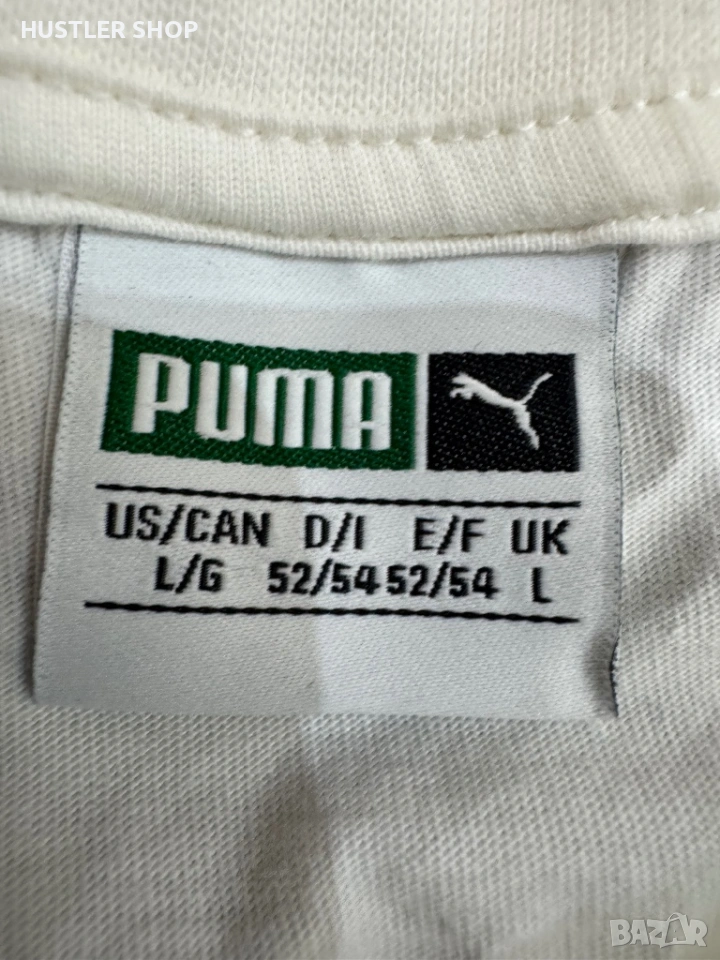 HUSTLER SHOP
PUMA
US/CAN D/I E/F UK
L/G 52/54 52/54 L
BAZAR